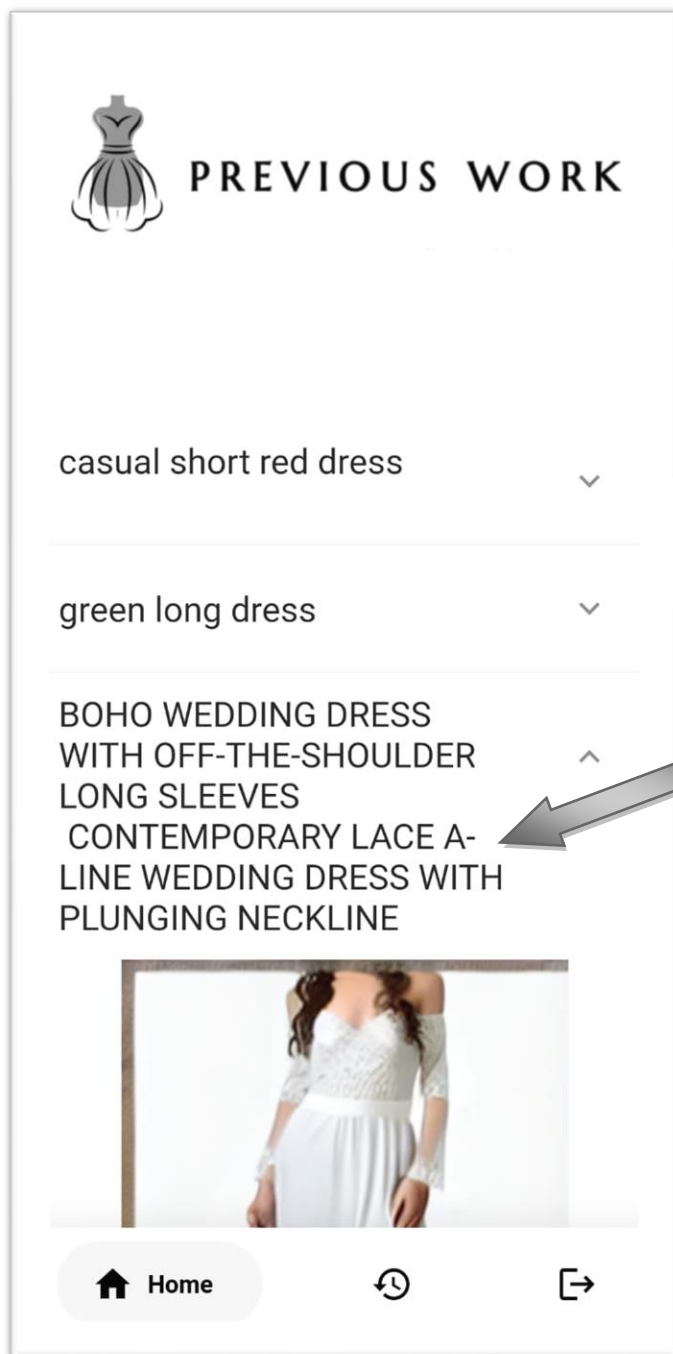 PREVIOUS WORK
casual short red dress
green long dress
BOHO WEDDING DRESS
WITH OFF-THE-SHOULDER
LONG SLEEVES
CONTEMPORARY LACE A-
LINE WEDDING DRESS WITH
PLUNGING NECKLINE
Home